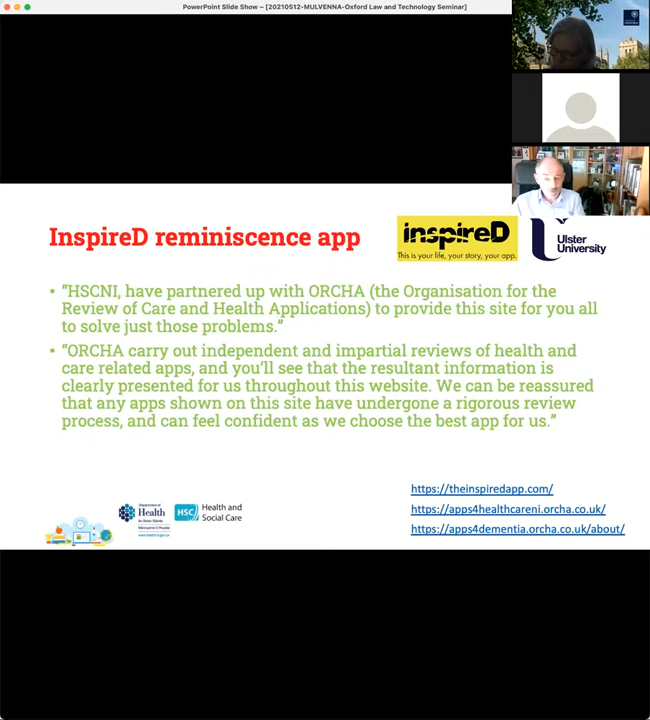 PowerPoint Slide Show – [20210512-MULVENNA-Oxford Law and Technology Seminar]
InspireD reminiscence app
inspireD
This is your life, your story, your app.
Ulster
University
• “HSCNI, have partnered up with ORCHA (the Organisation for the
Review of Care and Health Applications) to provide this site for you all
to solve just those problems.”
• “ORCHA carry out independent and impartial reviews of health and
care related apps, and you’ll see that the resultant information is
clearly presented for us throughout this website. We can be reassured
that any apps shown on this site have undergone a rigorous review
process, and can feel confident as we choose the best app for us.”
https://theinspiredapp.com/
https://apps4healthcareni.orcha.co.uk/
https://apps4dementia.orcha.co.uk/about/
Department of
Health
HSC
Health and
Social Care
www.health-ni.gov.uk